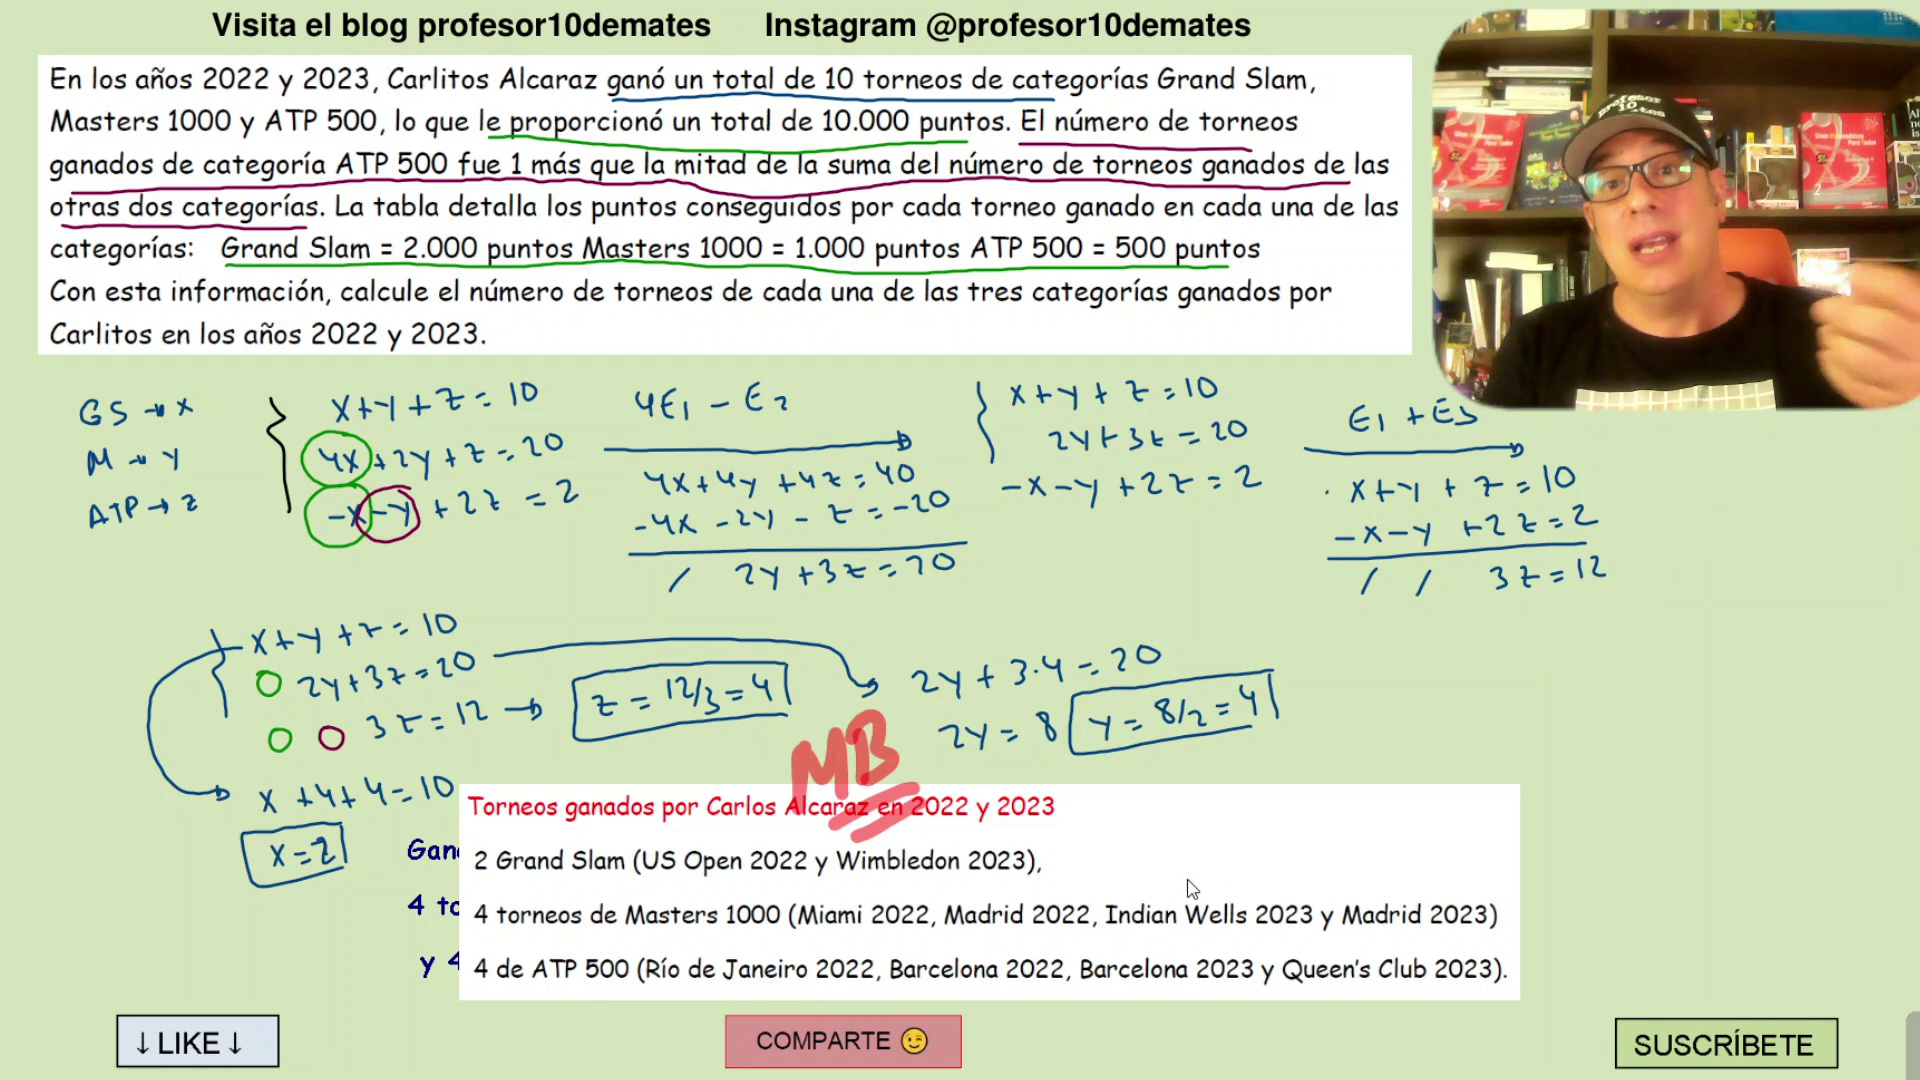 Visita el blog profesor10demates Instagram @profesor10demates
En los años 2022 y 2023, Carlitos Alcaraz ganó un total de 10 torneos de categorías Grand Slam,
Masters 1000 y ATP 500, lo que le proporcionó un total de 10.000 puntos. El número de torneos
ganados de categoría ATP 500 fue 1 más que la mitad de la suma del número de torneos ganados de las
otras dos categorías. La tabla detalla los puntos conseguidos por cada torneo ganado en cada una de las
categorías: Grand Slam = 2.000 puntos Masters 1000 = 1.000 puntos ATP 500 = 500 puntos
Con esta información, calcule el número de torneos de cada una de las tres categorías ganados por
Carlitos en los años 2022 y 2023.
GS → x
M → y
ATP → z
x+y+z=10
4x+2y+z=20
-x-y+2z=2
4E1 - E2
4x+4y+4z=40
-4x-2y-z=-20
/ 2y+3z=20
x+y+z=10
2y+3z=20
-x-y+2z=2
E1+E3
x+y+z=10
-x-y+2z=2
/ / 3z=12
x+y+z=10
2y+3z=20
3z=12 → z=12/3=4
2y+3·4=20
2y=8 y=8/2=4
x+4+4=10
x=2
MB
Torneos ganados por Carlos Alcaraz en 2022 y 2023
2 Grand Slam (US Open 2022 y Wimbledon 2023),
4 torneos de Masters 1000 (Miami 2022, Madrid 2022, Indian Wells 2023 y Madrid 2023)
4 de ATP 500 (Río de Janeiro 2022, Barcelona 2022, Barcelona 2023 y Queen's Club 2023).
Gan
4 to
y 4
↓ LIKE ↓
COMPARTE 😉
SUSCRÍBETE